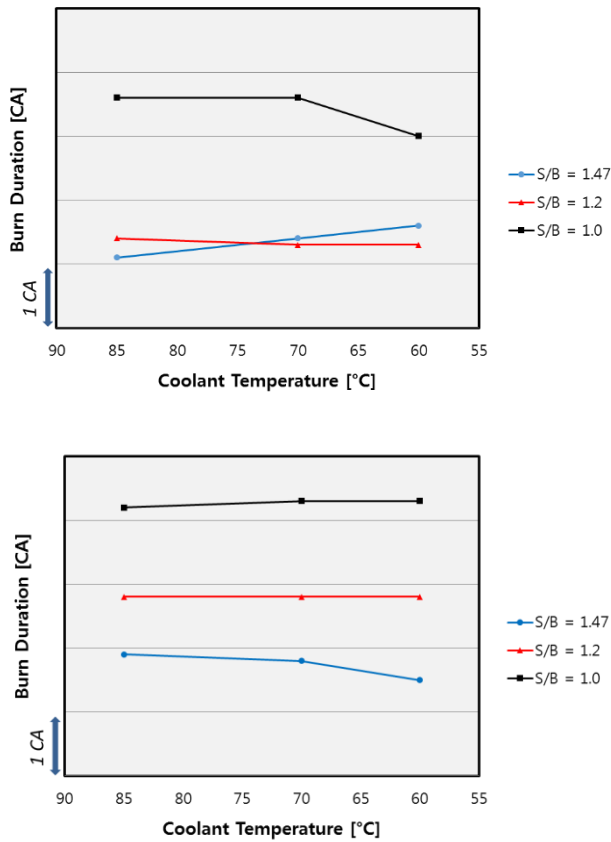 Burn Duration [CA]
1 CA
S/B = 1.47
S/B = 1.2
S/B = 1.0
90 85 80 75 70 65 60 55
Coolant Temperature [°C]
Burn Duration [CA]
1 CA
S/B = 1.47
S/B = 1.2
S/B = 1.0
90 85 80 75 70 65 60 55
Coolant Temperature [°C]